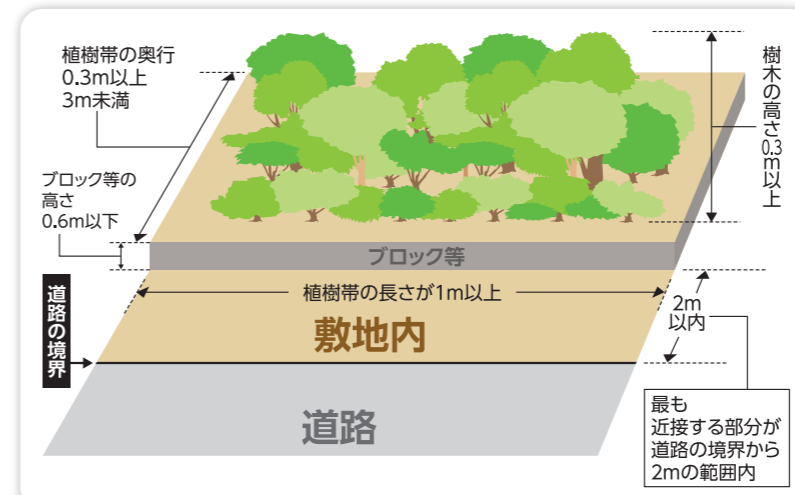 植樹帯の奥行
0.3m以上
3m未満
樹木の高さ0.3m以上
ブロック等の
高さ
0.6m以下
ブロック等
植樹帯の長さが1m以上
道路の境界
敷地内
2m
以内
道路
最も
近接する部分が
道路の境界から
2mの範囲内